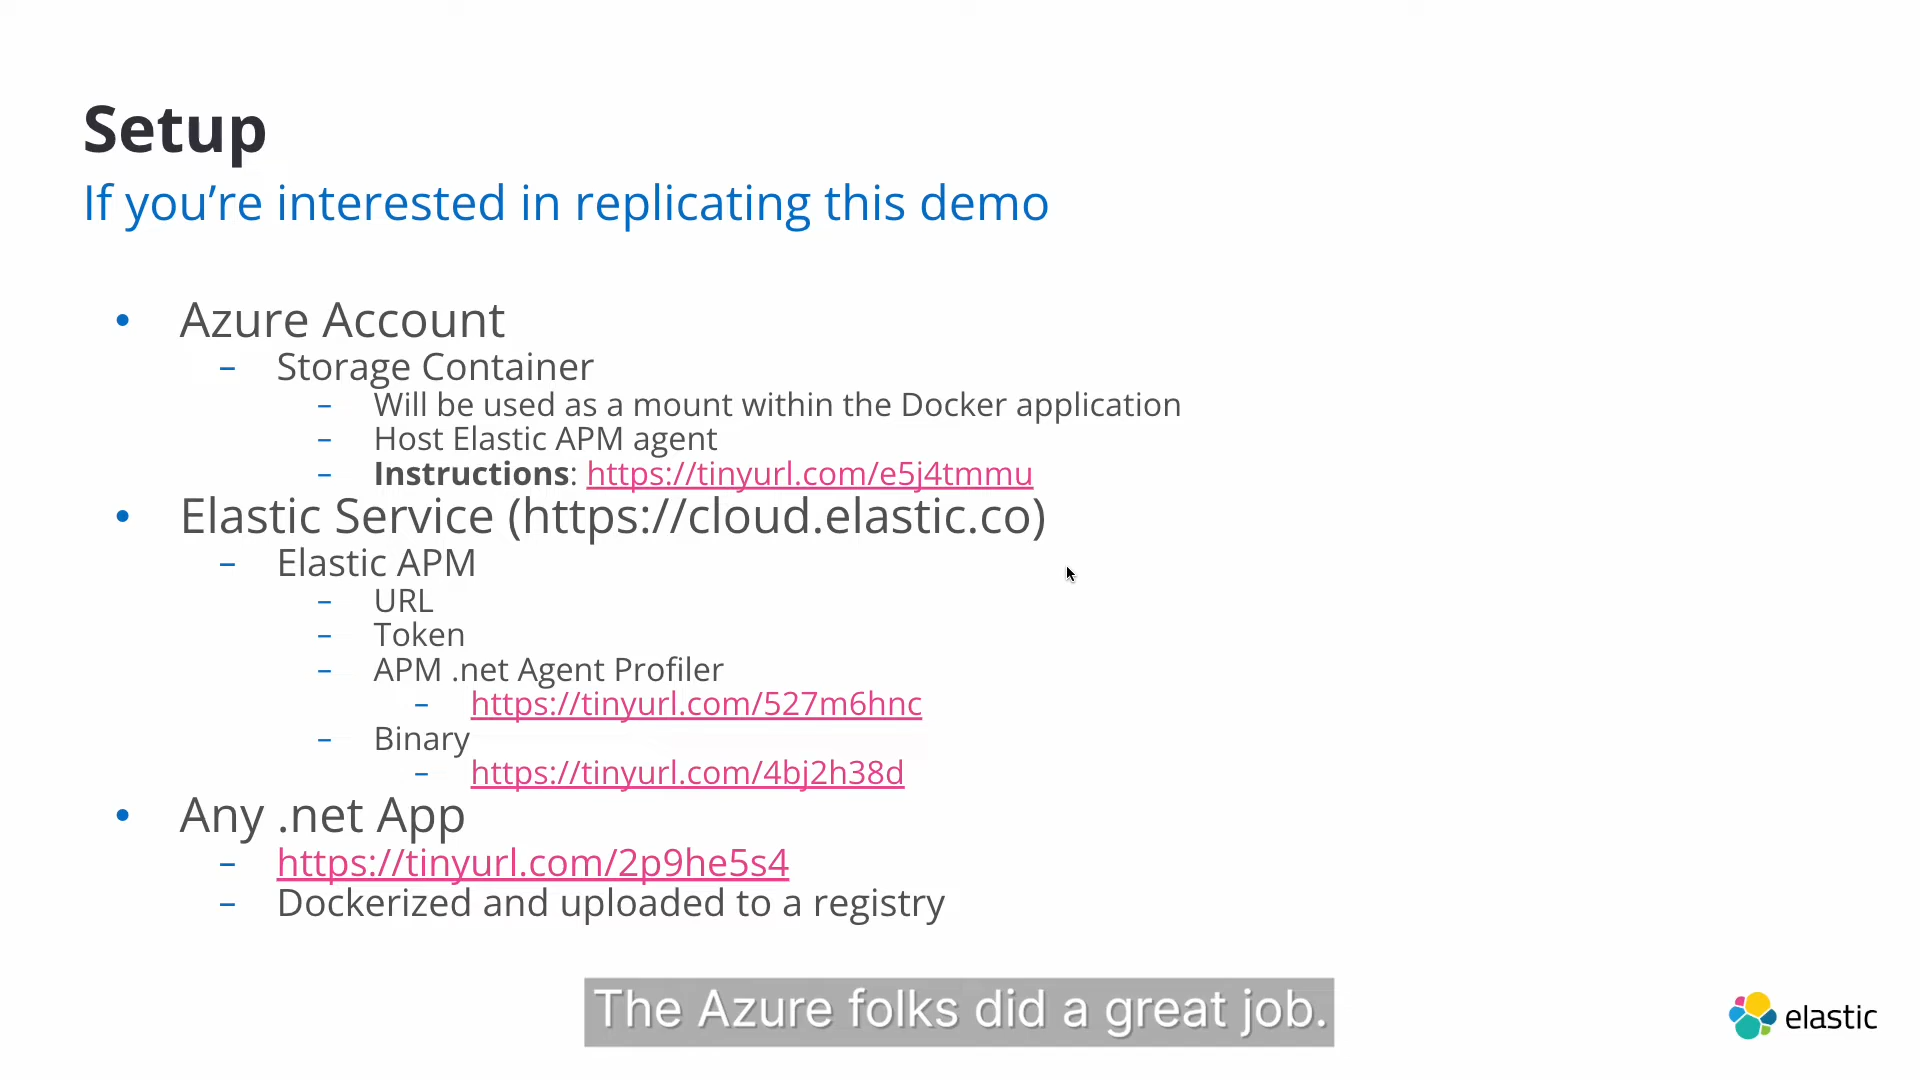 Setup
If you’re interested in replicating this demo
• Azure Account
– Storage Container
– Will be used as a mount within the Docker application
– Host Elastic APM agent
– Instructions: https://tinyurl.com/e5j4tmmu
• Elastic Service (https://cloud.elastic.co)
– Elastic APM
– URL
– Token
– APM .net Agent Profiler
– https://tinyurl.com/527m6hnc
– Binary
– https://tinyurl.com/4bj2h38d
• Any .net App
– https://tinyurl.com/2p9he5s4
– Dockerized and uploaded to a registry
The Azure folks did a great job.
elastic